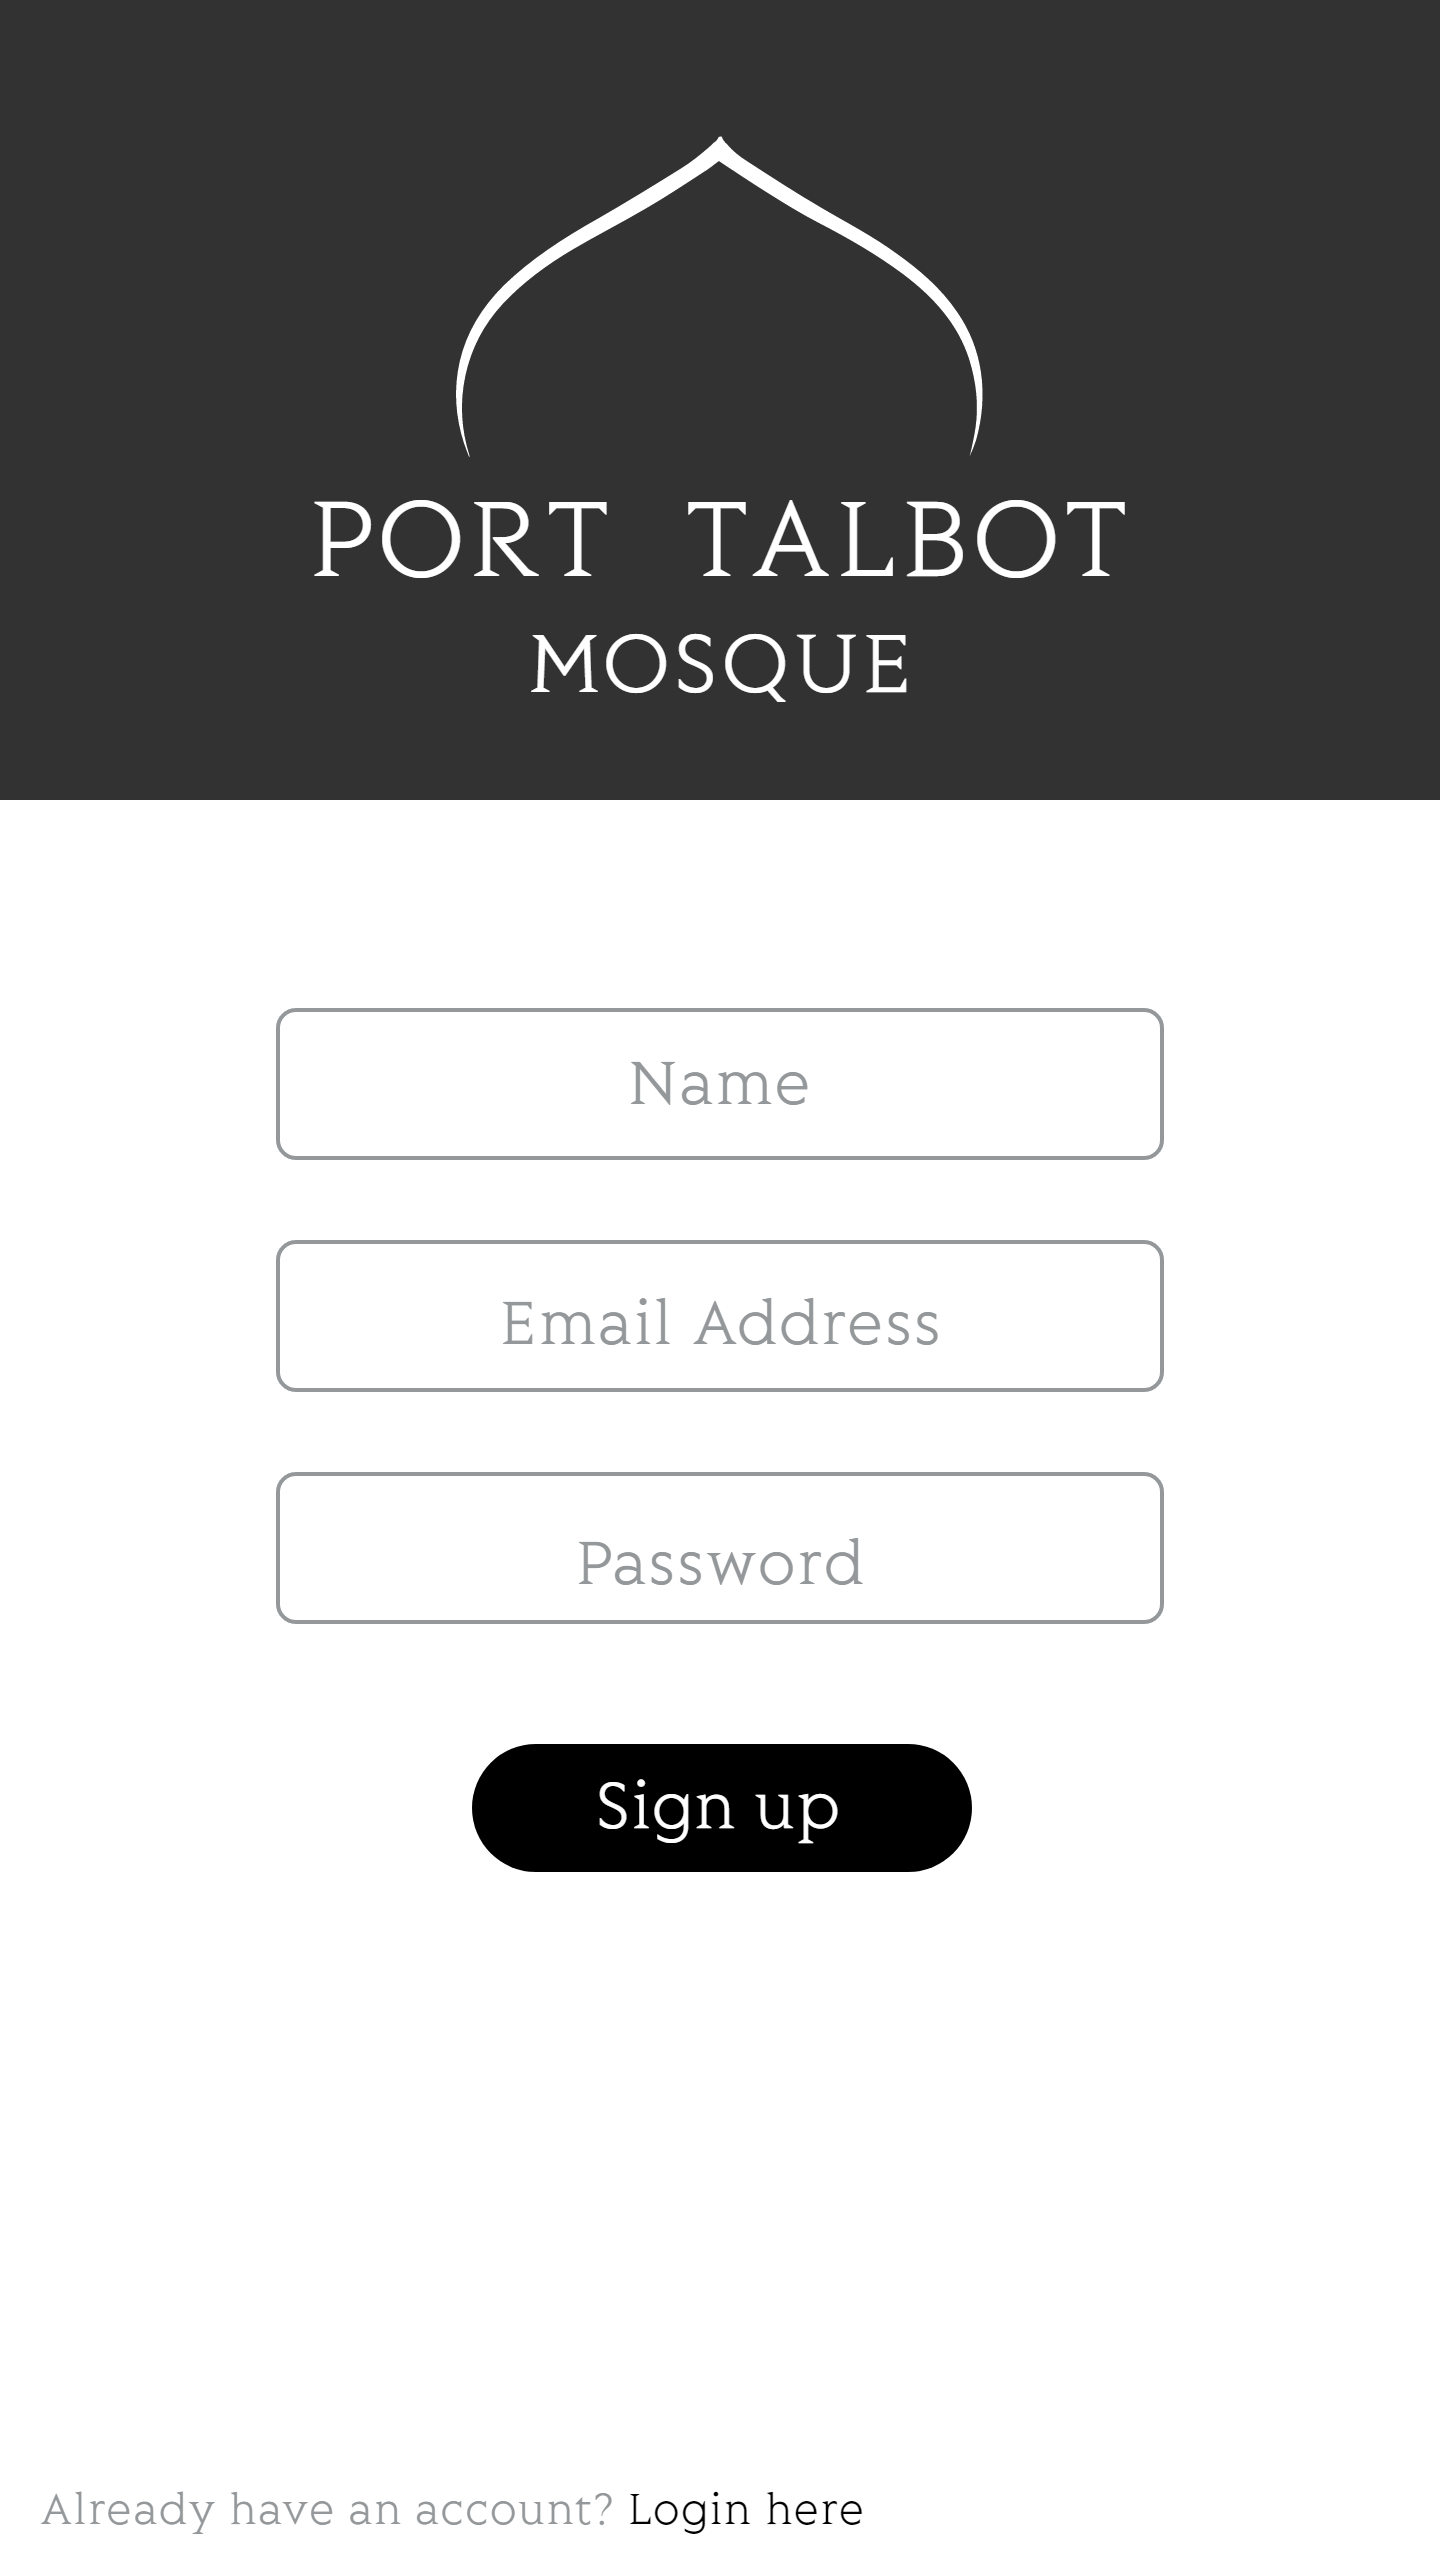 PORT TALBOT
MOSQUE
Name
Email Address
Password
Sign up
Already have an account? Login here